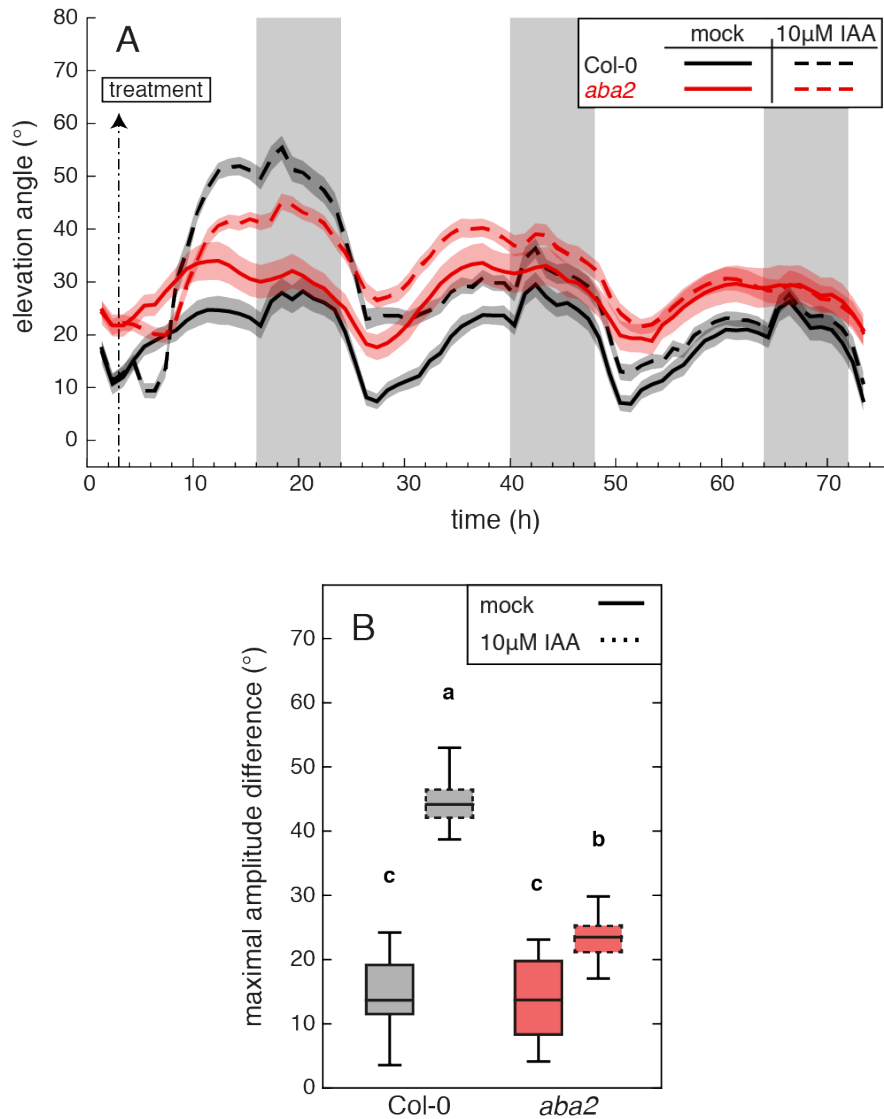 A
80
70
60
50
40
30
20
10
0
elevation angle (°)
treatment
mock 10µM IAA
Col-0
aba2
0 10 20 30 40 50 60 70
time (h)
B
mock
10µM IAA
70
60
50
40
30
20
10
0
maximal amplitude difference (°)
a
b
c c
Col-0 aba2